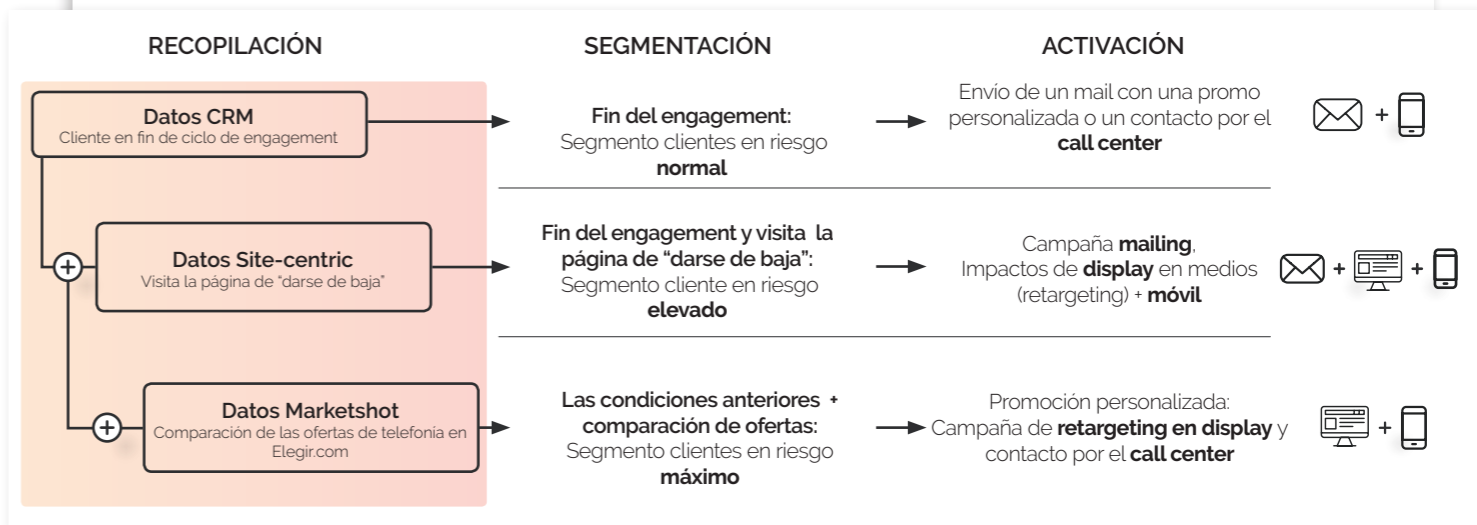 RECOPILACIÓN
SEGMENTACIÓN
ACTIVACIÓN
Datos CRM
Cliente en fin de ciclo de engagement
Fin del engagement:
Segmento clientes en riesgo
normal
Envío de un mail con una promo
personalizada o un contacto por el
call center
+
+
Datos Site-centric
Visita la página de “darse de baja”
Fin del engagement y visita la
página de “darse de baja”:
Segmento cliente en riesgo
elevado
Campaña mailing,
Impactos de display en medios
(retargeting) + móvil
+ +
+
Datos Marketshot
Comparación de las ofertas de telefonía en
Elegir.com
Las condiciones anteriores +
comparación de ofertas:
Segmento clientes en riesgo
máximo
Promoción personalizada:
Campaña de retargeting en display y
contacto por el call center
+